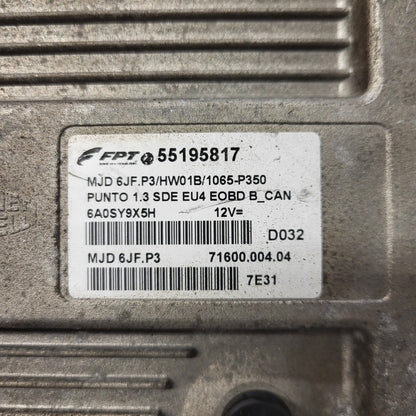 FPT 55195817
MJD 6JF.P3/HW01B/1065-P350
PUNTO 1.3 SDE EU4 EOBD B_CAN
6A0SY9X5H 12V=
D032
MJD 6JF.P3 71600.004.04
7E31